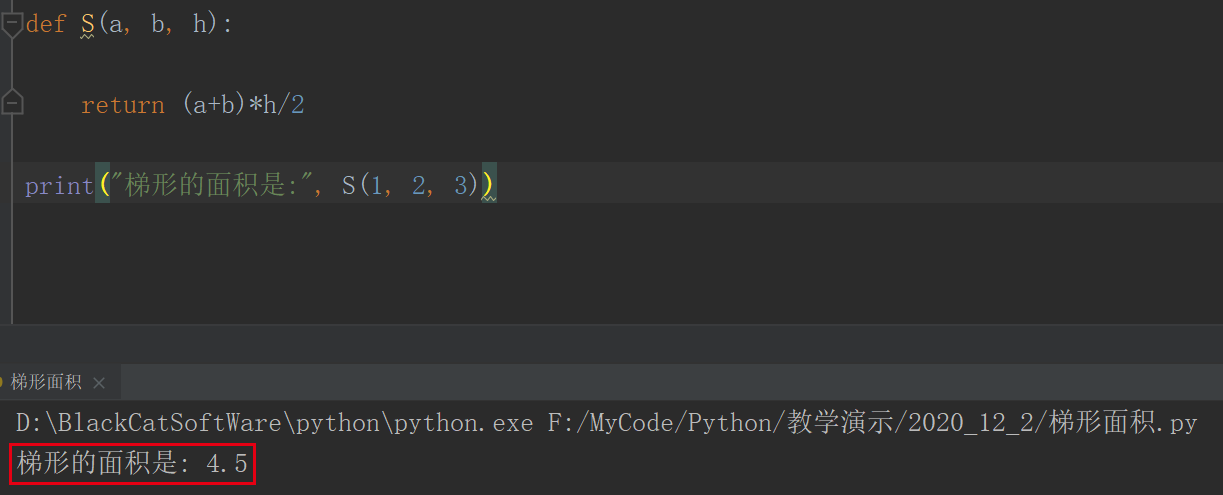 def S(a, b, h):
return (a+b)*h/2
print("梯形的面积是:", S(1, 2, 3))
梯形面积
D:\BlackCatSoftWare\python\python.exe F:/MyCode/Python/教学演示/2020_12_2/梯形面积.py
梯形的面积是: 4.5